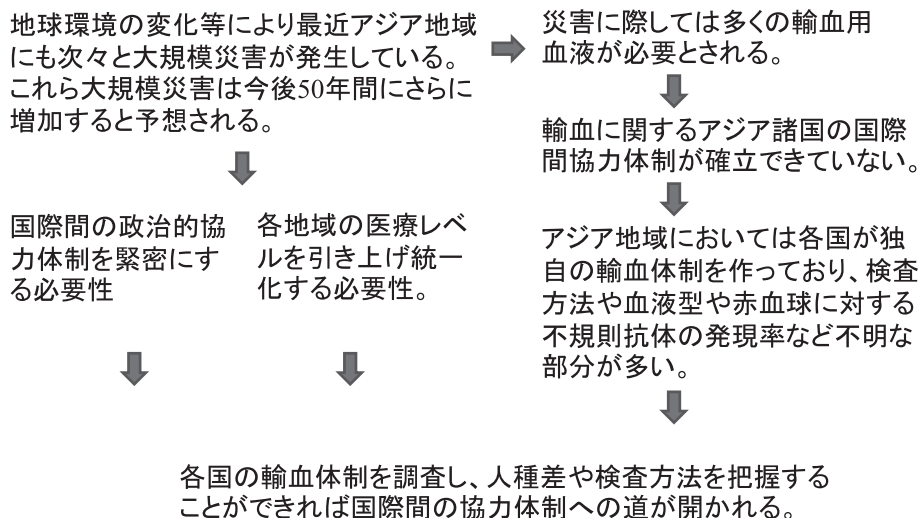 地球環境の変化等により最近アジア地域
にも次々と大規模災害が発生している。
これら大規模災害は今後50年間にさらに
増加すると予想される。
災害に際しては多くの輸血用
血液が必要とされる。
輸血に関するアジア諸国の国際
間協力体制が確立できていない。
アジア地域においては各国が独
自の輸血体制を作っており、検査
方法や血液型や赤血球に対する
不規則抗体の発現率など不明な
部分が多い。
国際間の政治的協
力体制を緊密にす
る必要性
各地域の医療レベ
ルを引き上げ統一
化する必要性。
各国の輸血体制を調査し、人種差や検査方法を把握する
ことができれば国際間の協力体制への道が開かれる。